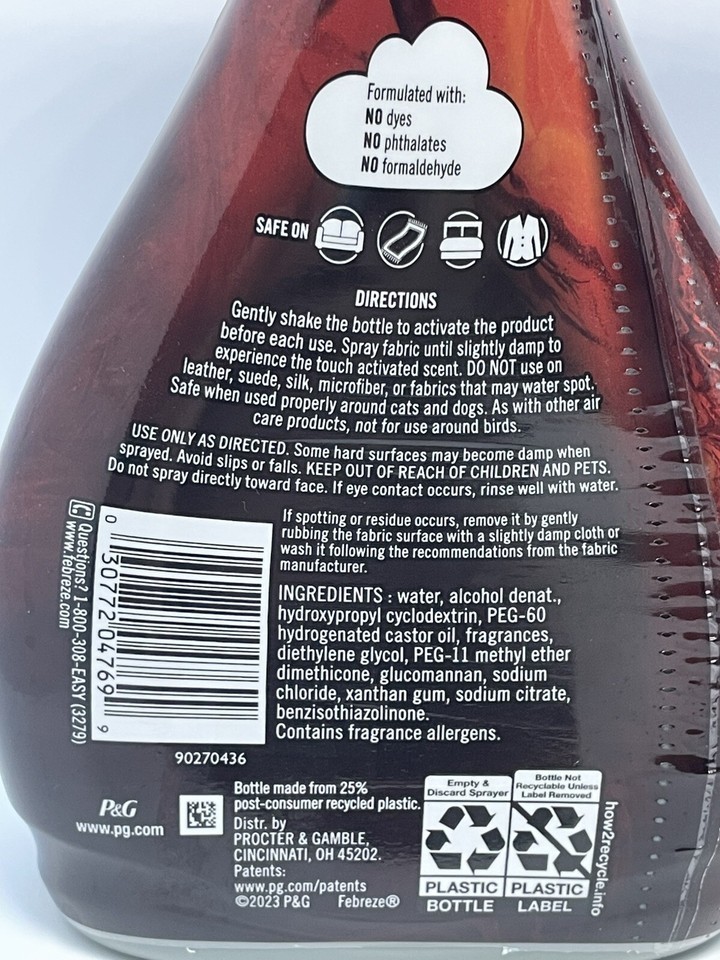 Formulated with:
NO dyes
NO phthalates
NO formaldehyde
SAFE ON
DIRECTIONS
Gently shake the bottle to activate the product
before each use. Spray fabric until slightly damp to
experience the touch activated scent. DO NOT use on
leather, suede, silk, microfiber, or fabrics that may water spot.
Safe when used properly around cats and dogs. As with other air
care products, not for use around birds.
USE ONLY AS DIRECTED. Some hard surfaces may become damp when
sprayed. Avoid slips or falls. KEEP OUT OF REACH OF CHILDREN AND PETS.
Do not spray directly toward face. If eye contact occurs, rinse well with water.
If spotting or residue occurs, remove it by gently
rubbing the fabric surface with a slightly damp cloth or
wash it following the recommendations from the fabric
manufacturer.
INGREDIENTS : water, alcohol denat.,
hydroxypropyl cyclodextrin, PEG-60
hydrogenated castor oil, fragrances,
diethylene glycol, PEG-11 methyl ether
dimethicone, glucomannan, sodium
chloride, xanthan gum, sodium citrate,
benzisothiazolinone.
Contains fragrance allergens.
Questions? 1-800-308-EASY (3279)
www.febreze.com
0 30772 04769 9
90270436
P&G
www.pg.com
Bottle made from 25%
post-consumer recycled plastic.
Distr. by
PROCTER & GAMBLE,
CINCINNATI, OH 45202.
Patents:
www.pg.com/patents
©2023 P&G Febreze®
Empty &
Discard Sprayer
PLASTIC
BOTTLE
Bottle Not
Recyclable Unless
Label Removed
PLASTIC
LABEL
how2recycle.info